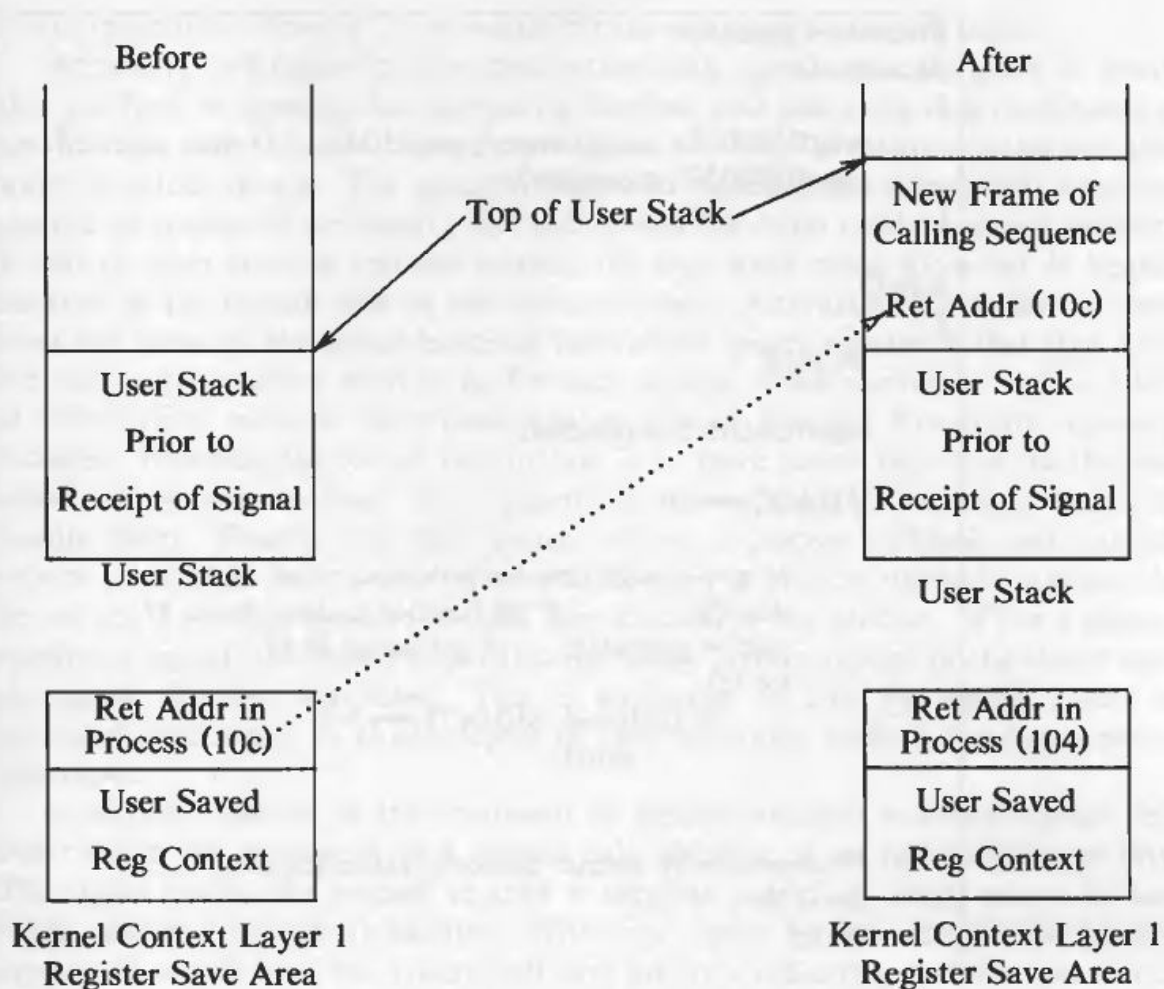 Before
After
Top of User Stack
New Frame of
Calling Sequence
Ret Addr (10c)
User Stack
Prior to
Receipt of Signal
User Stack
User Stack
Prior to
Receipt of Signal
User Stack
Ret Addr in
Process (10c)
User Saved
Reg Context
Kernel Context Layer 1
Register Save Area
Ret Addr in
Process (104)
User Saved
Reg Context
Kernel Context Layer 1
Register Save Area